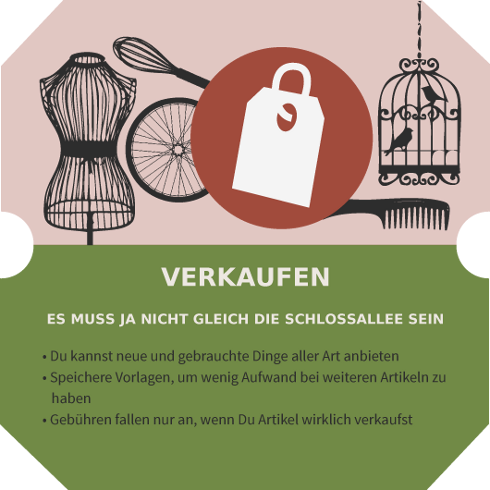 VERKAUFEN
ES MUSS JA NICHT GLEICH DIE SCHLOSSALLEE SEIN
• Du kannst neue und gebrauchte Dinge aller Art anbieten
• Speichere Vorlagen, um wenig Aufwand bei weiteren Artikeln zu
haben
• Gebühren fallen nur an, wenn Du Artikel wirklich verkaufst